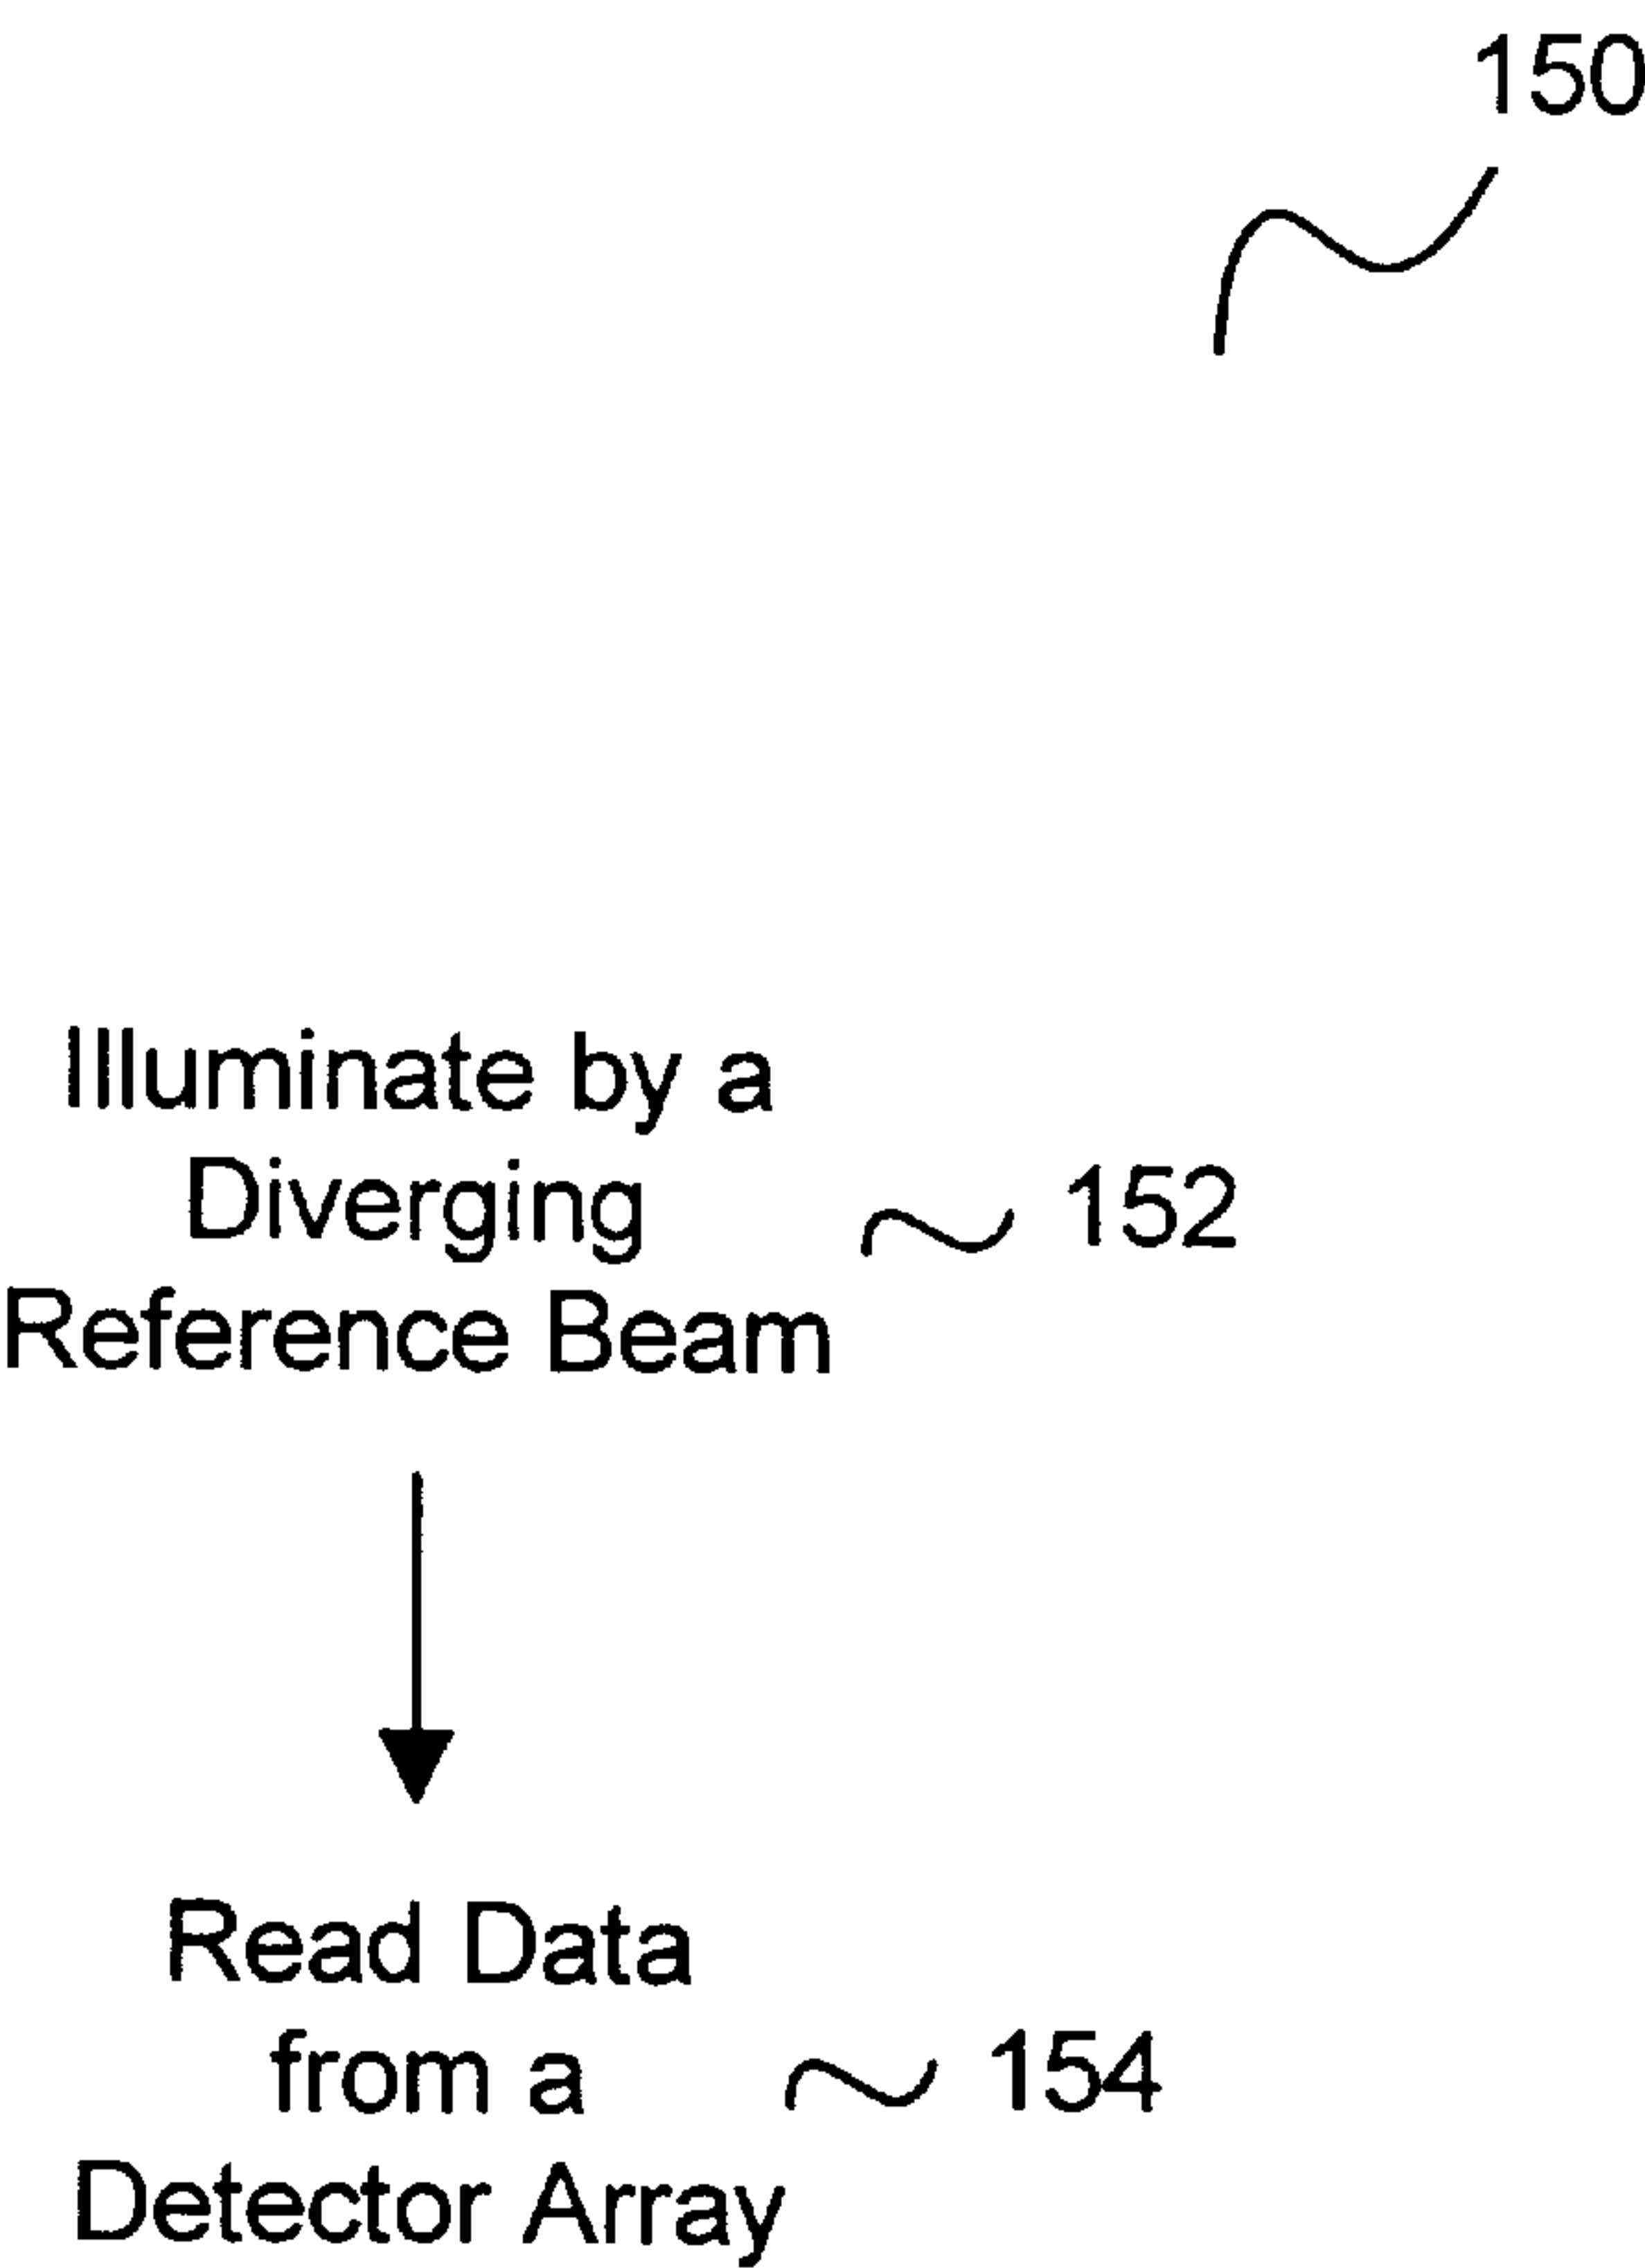 150
Illuminate by a
Diverging
Reference Beam
152
Read Data
from a
Detector Array
154